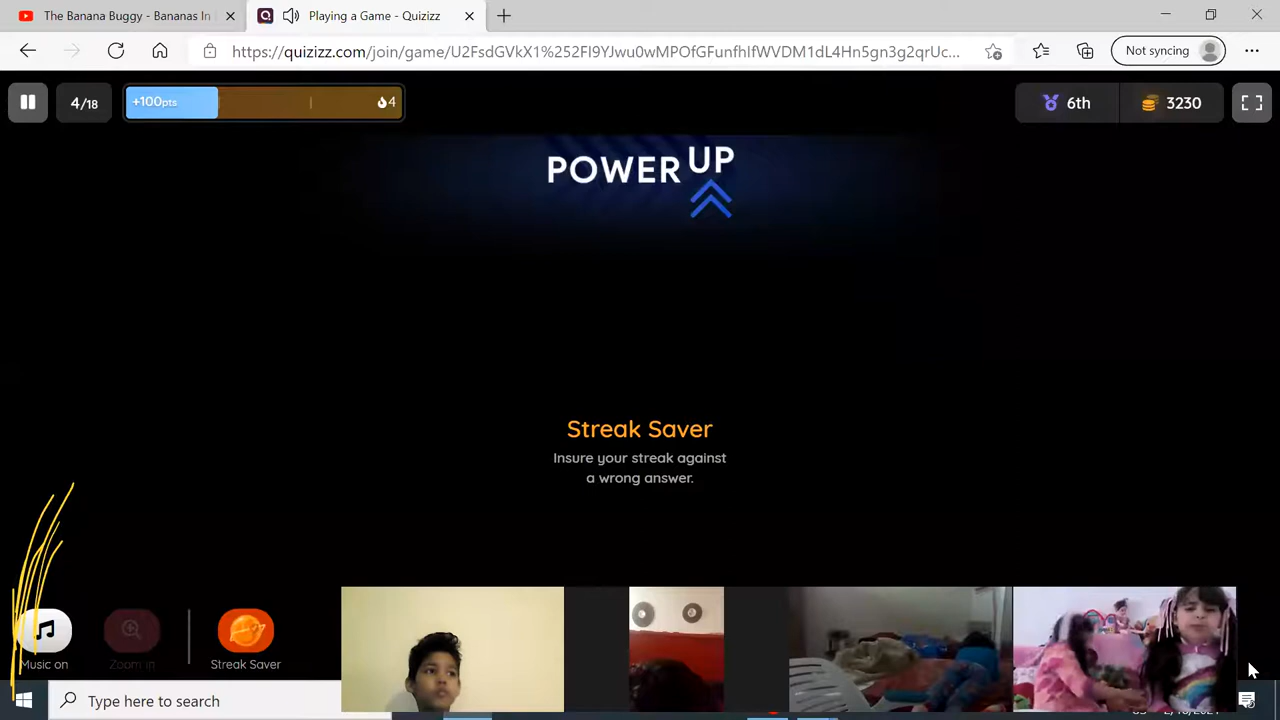 The Banana Buggy - Bananas In
Playing a Game - Quizizz
https://quizizz.com/join/game/U2FsdGVkX1%252FI9YJwu0wMPOfGFunfhIfWVDM1dL4Hn5gn3g2qrUc...
Not syncing
4/18
+100pts
4
6th
3230
POWER UP
Streak Saver
Insure your streak against
a wrong answer.
Music on
Zoom in
Streak Saver
Type here to search